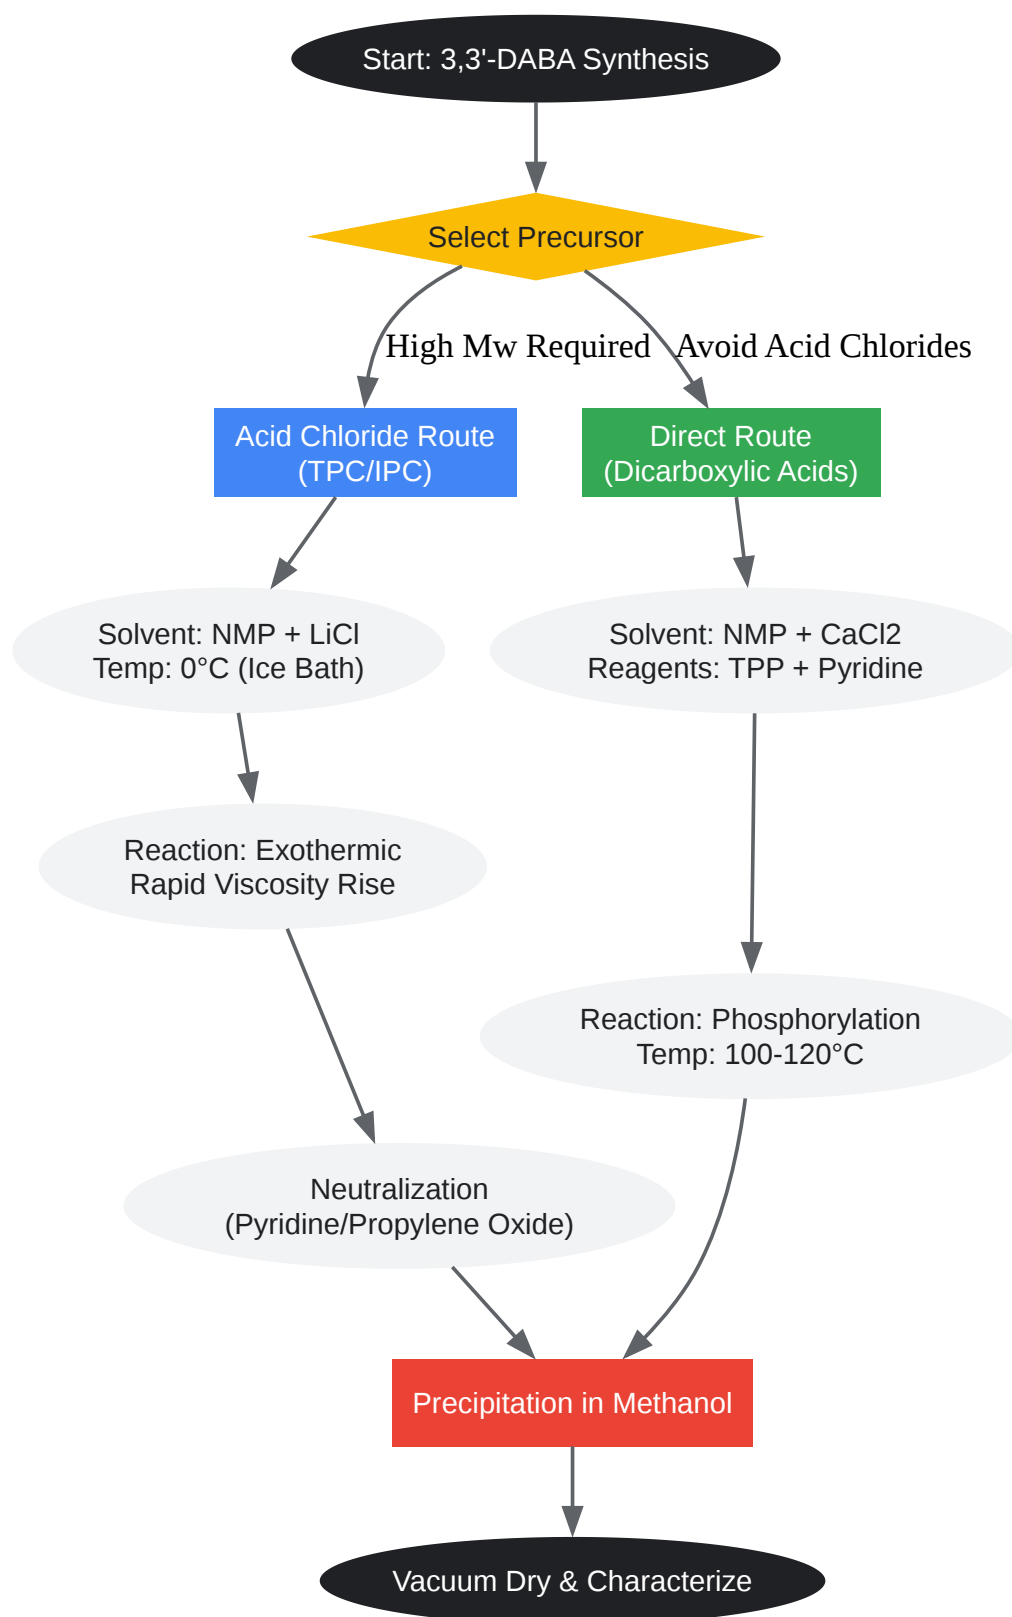 Start: 3,3'-DABA Synthesis
Select Precursor
High Mw Required
Avoid Acid Chlorides
Acid Chloride Route
(TPC/IPC)
Direct Route
(Dicarboxylic Acids)
Solvent: NMP + LiCl
Temp: 0°C (Ice Bath)
Solvent: NMP + CaCl2
Reagents: TPP + Pyridine
Reaction: Exothermic
Rapid Viscosity Rise
Reaction: Phosphorylation
Temp: 100-120°C
Neutralization
(Pyridine/Propylene Oxide)
Precipitation in Methanol
Vacuum Dry & Characterize